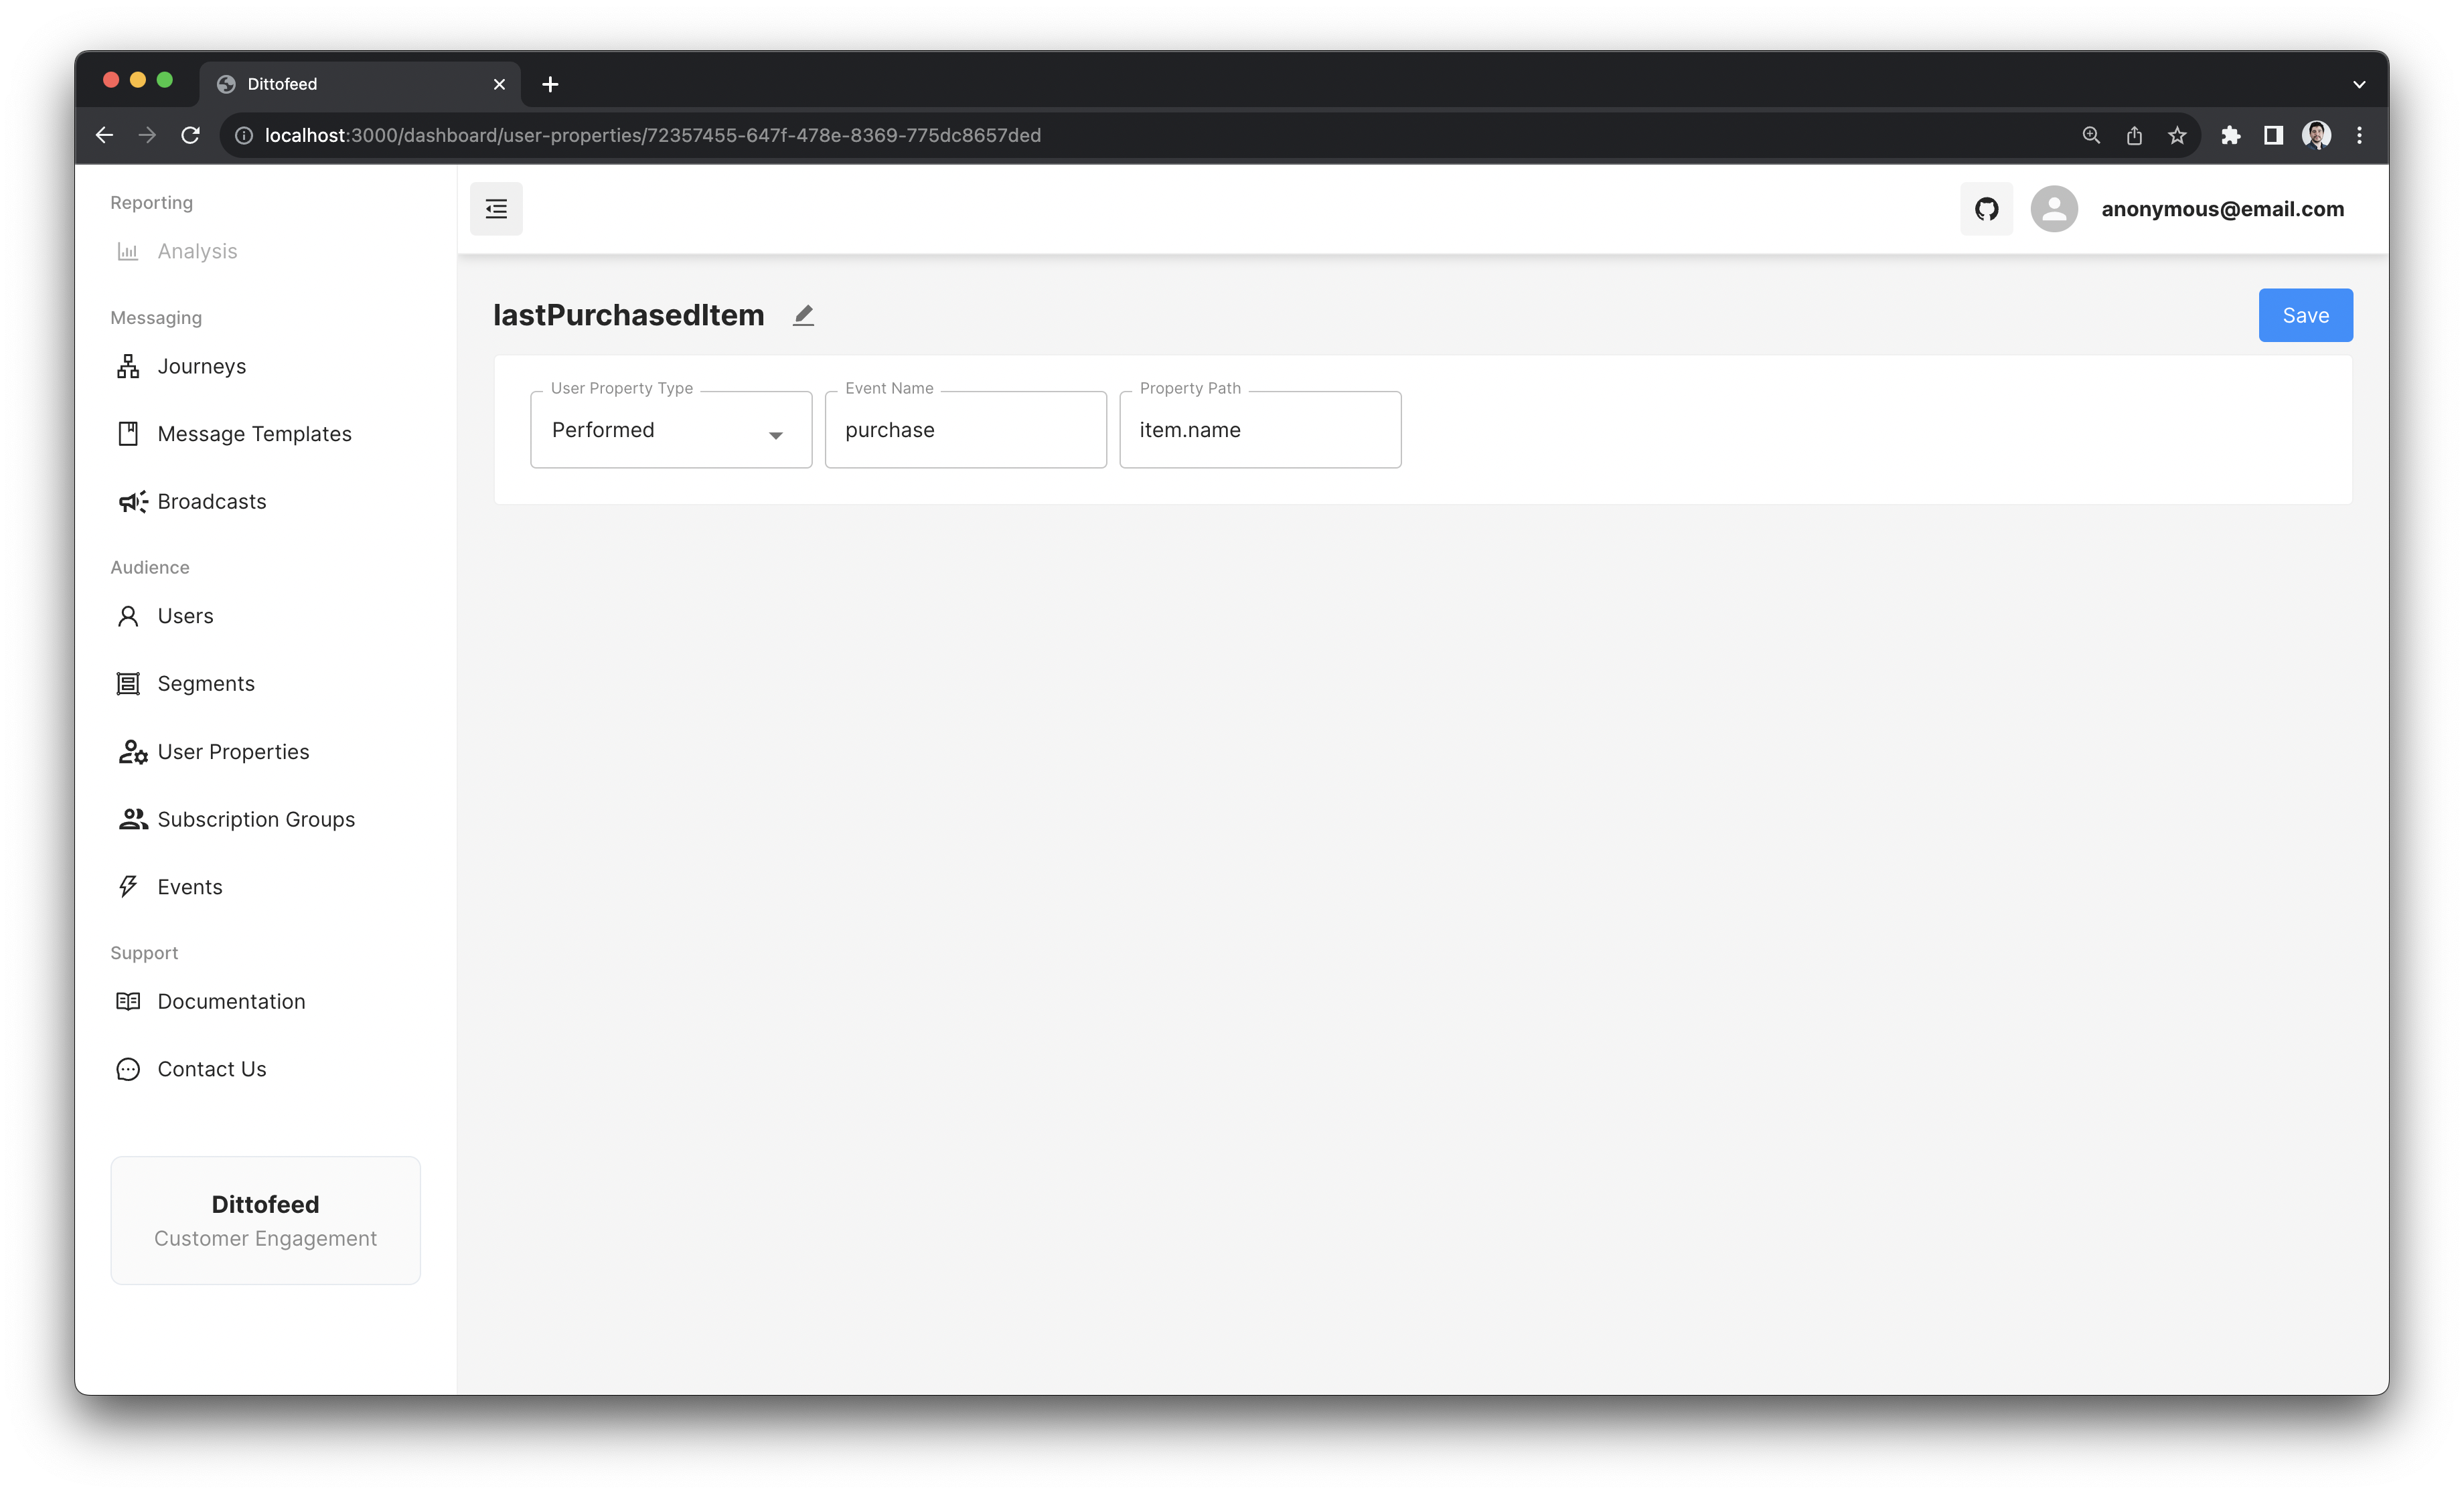 Dittofeed
localhost:3000/dashboard/user-properties/72357455-647f-478e-8369-775dc8657ded
Reporting
Analysis
Messaging
Journeys
Message Templates
Broadcasts
Audience
Users
Segments
User Properties
Subscription Groups
Events
Support
Documentation
Contact Us
Dittofeed
Customer Engagement
anonymous@email.com
lastPurchasedItem
Save
User Property Type
Performed
Event Name
purchase
Property Path
item.name